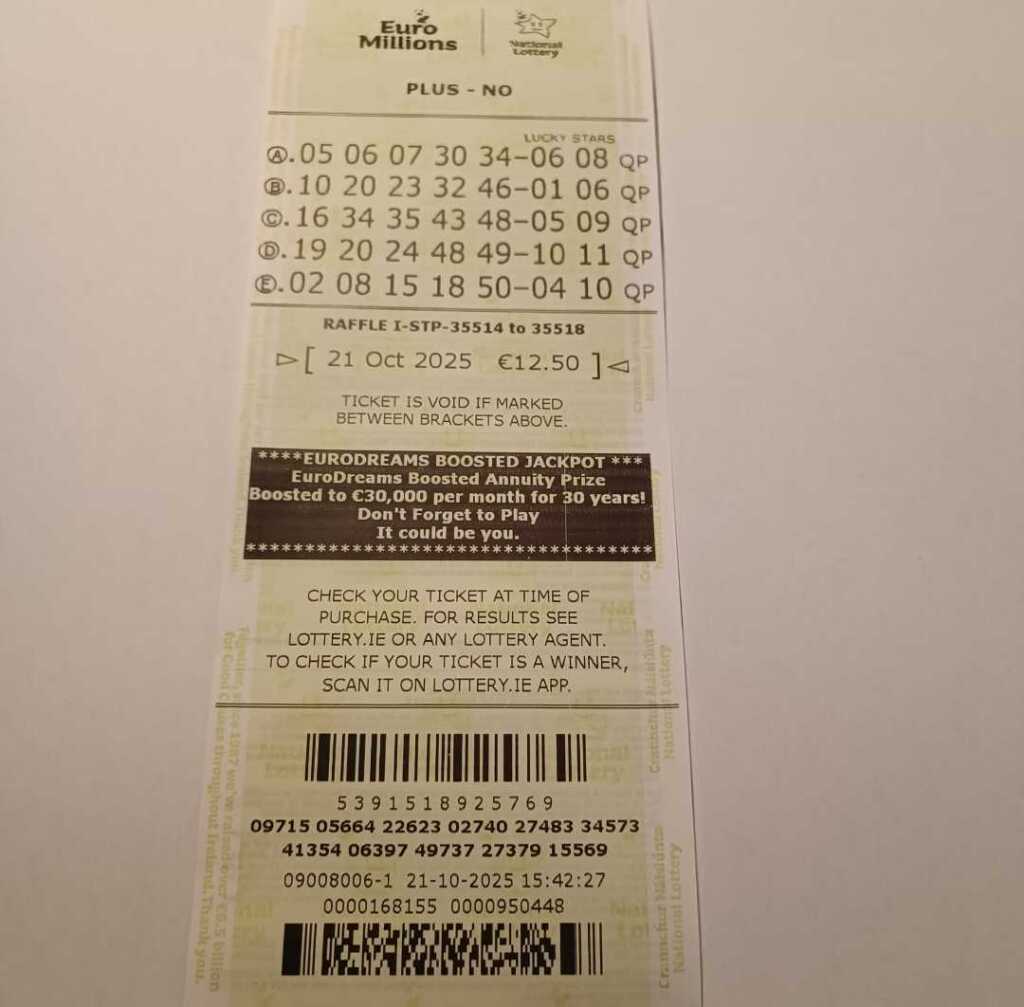 Euro
Millions
National
Lottery
PLUS - NO
LUCKY STARS
Ⓐ.05 06 07 30 34-06 08 QP
Ⓑ.10 20 23 32 46-01 06 QP
Ⓒ.16 34 35 43 48-05 09 QP
Ⓓ.19 20 24 48 49-10 11 QP
Ⓔ.02 08 15 18 50-04 10 QP
RAFFLE I-STP-35514 to 35518
[ 21 Oct 2025 €12.50 ]
TICKET IS VOID IF MARKED
BETWEEN BRACKETS ABOVE.
****EURODREAMS BOOSTED JACKPOT ***
EuroDreams Boosted Annuity Prize
Boosted to €30,000 per month for 30 years!
Don't Forget to Play
It could be you.
************************************
CHECK YOUR TICKET AT TIME OF
PURCHASE. FOR RESULTS SEE
LOTTERY.IE OR ANY LOTTERY AGENT.
TO CHECK IF YOUR TICKET IS A WINNER,
SCAN IT ON LOTTERY.IE APP.
5391518925769
09715 05664 22623 02740 27483 34573
41354 06397 49737 27379 15569
09008006-1 21-10-2025 15:42:27
0000168155 0000950448
Crannchur Náisiúnta
National Lottery